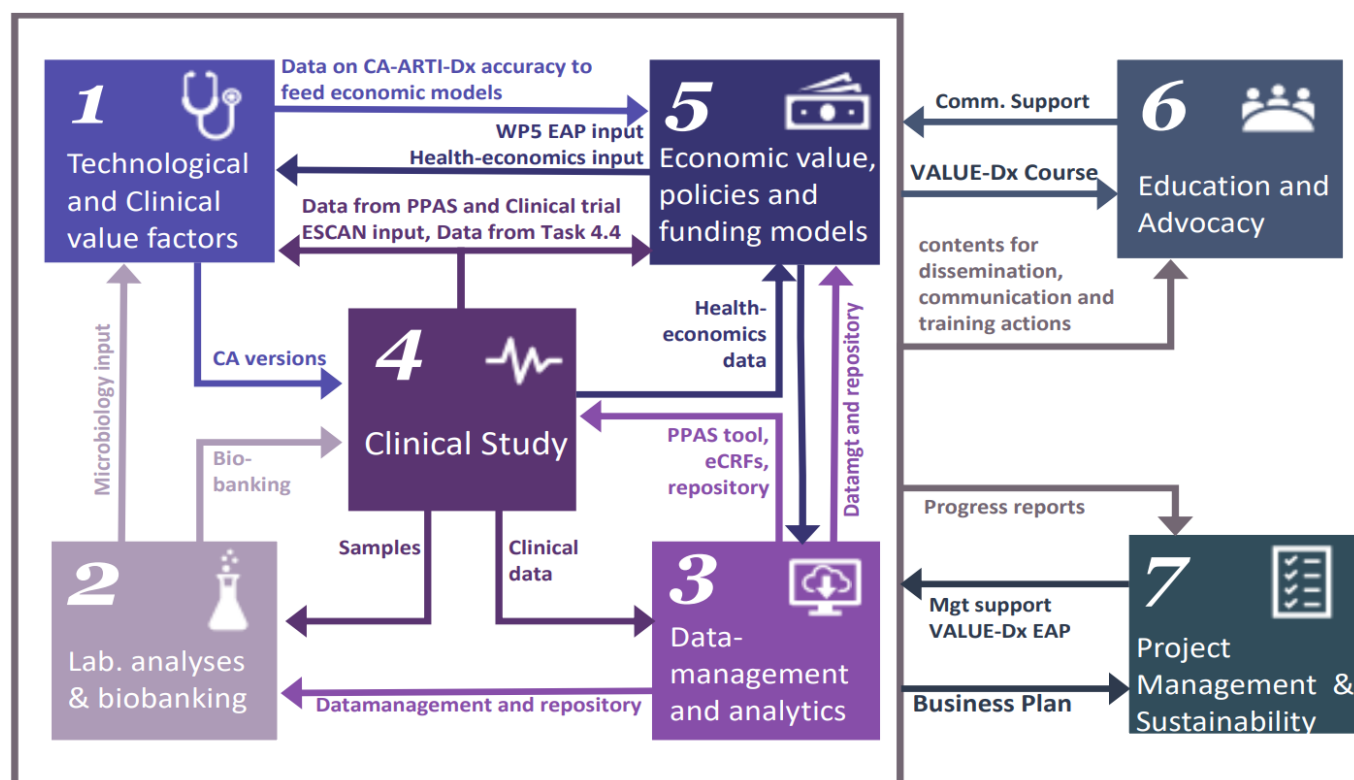 1
Technological
and Clinical
value factors
Data on CA-ARTI-Dx accuracy to
feed economic models
WP5 EAP input
Health-economics input
Data from PPAS and Clinical trial
ESCAN input, Data from Task 4.4
5
Economic value,
policies and
funding models
Comm. Support
VALUE-Dx Course
contents for
dissemination,
communication and
training actions
6
Education and
Advocacy
Microbiology input
CA versions
Bio-
banking
4
Clinical Study
Health-
economics
data
PPAS tool,
eCRFs,
repository
Datamgt and repository
Samples
Clinical
data
2
Lab. analyses
& biobanking
Datamanagement and repository
3
Data-
management
and analytics
Progress reports
Mgt support
VALUE-Dx EAP
Business Plan
7
Project
Management &
Sustainability